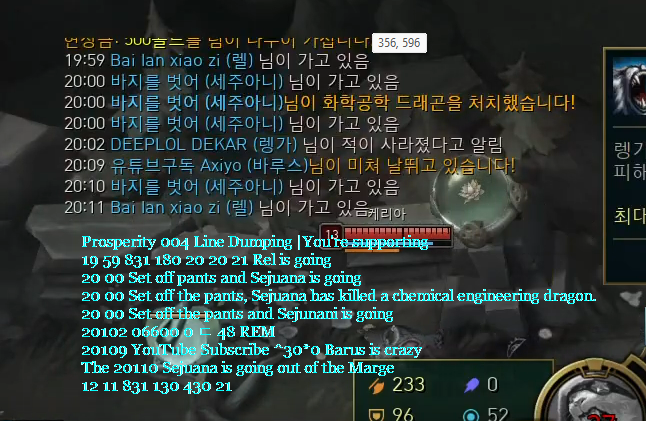 현상금: 500골드를 님이 나누어 가집니다
356, 596
19:59 Bai lan xiao zi (렐) 님이 가고 있음
20:00 바지를 벗어 (세주아니) 님이 가고 있음
20:00 바지를 벗어 (세주아니)님이 화학공학 드래곤을 처치했습니다!
20:00 바지를 벗어 (세주아니) 님이 가고 있음
20:02 DEEPLOL DEKAR (렝가) 님이 적이 사라졌다고 알림
20:09 유튜브구독 Axiyo (바루스)님이 미쳐 날뛰고 있습니다!
20:10 바지를 벗어 (세주아니) 님이 가고 있음
20:11 Bai lan xiao zi (렐) 님이 가고 있음
케리아
13
렝기
피해
최대
Prosperity 004 Line Dumping |You're supporting
19 59 831 180 20 20 21 Rel is going
20 00 Set off pants and Sejuana is going
20 00 Set off the pants, Sejuana has killed a chemical engineering dragon.
20 00 Set off the pants and Sejunani is going
20102 06600 0 ㄷ 48 REM
20109 YouTube Subscribe ^30*0 Barus is crazy
The 20110 Sejuana is going out of the Marge
12 11 831 130 430 21
233 0
96 52